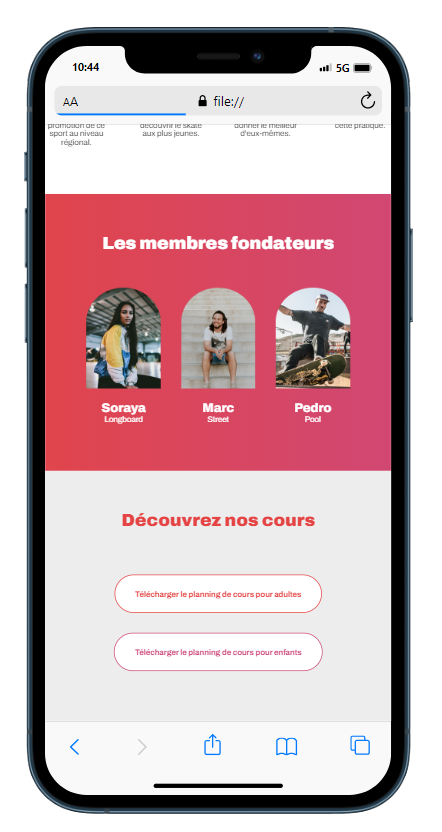 10:44
5G
AA
file://
promotion de ce
sport au niveau
régional.
découvrir le skate
aux plus jeunes.
donner le meilleur
d'eux-mêmes.
cette pratique.
Les membres fondateurs
Soraya
Longboard
Marc
Street
Pedro
Pool
Découvrez nos cours
Télécharger le planning de cours pour adultes
Télécharger le planning de cours pour enfants